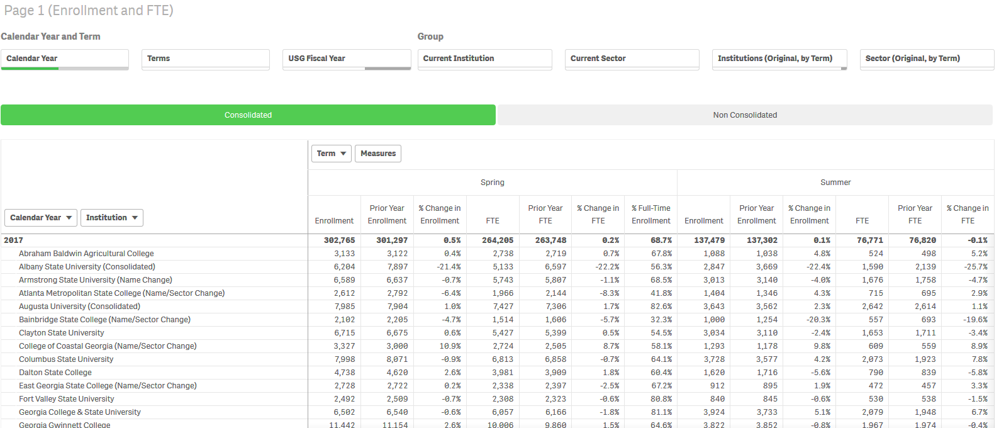 Page 1 (Enrollment and FTE)
Calendar Year and Term Group
Calendar Year Terms USG Fiscal Year Current Institution Current Sector Institutions (Original, by Term) Sector (Original, by Term)
Consolidated Non Consolidated
Term Measures
Spring Summer
Prior Year % Change in Prior Year % Change in % Full-Time Prior Year % Change in Prior Year % Change in
Calendar Year Institution Enrollment Enrollment Enrollment FTE FTE FTE Enrollment Enrollment Enrollment Enrollment FTE FTE FTE
2017 302,765 301,297 0.5% 264,205 263,748 0.2% 68.7% 137,479 137,302 0.1% 76,771 76,820 -0.1%
Abraham Baldwin Agricultural College 3,133 3,122 0.4% 2,738 2,719 0.7% 67.8% 1,088 1,038 4.8% 524 498 5.2%
Albany State University (Consolidated) 6,204 7,897 -21.4% 5,133 6,597 -22.2% 56.3% 2,847 3,669 -22.4% 1,590 2,139 -25.7%
Armstrong State University (Name Change) 6,589 6,637 -0.7% 5,743 5,807 -1.1% 68.5% 3,013 3,140 -4.0% 1,676 1,758 -4.7%
Atlanta Metropolitan State College (Name/Sector Change) 2,612 2,792 -6.4% 1,966 2,144 -8.3% 41.8% 1,404 1,346 4.3% 715 695 2.9%
Augusta University (Consolidated) 7,985 7,904 1.0% 7,427 7,306 1.7% 82.6% 3,643 3,562 2.3% 2,642 2,614 1.1%
Bainbridge State College (Name/Sector Change) 2,102 2,205 -4.7% 1,514 1,606 -5.7% 32.3% 1,000 1,254 -20.3% 557 693 -19.6%
Clayton State University 6,715 6,675 0.6% 5,427 5,399 0.5% 54.5% 3,034 3,110 -2.4% 1,653 1,711 -3.4%
College of Coastal Georgia (Name/Sector Change) 3,327 3,000 10.9% 2,724 2,505 8.7% 58.1% 1,293 1,178 9.8% 609 559 8.9%
Columbus State University 7,998 8,071 -0.9% 6,813 6,858 -0.7% 64.1% 3,728 3,577 4.2% 2,073 1,923 7.8%
Dalton State College 4,738 4,620 2.6% 3,981 3,909 1.8% 60.4% 1,620 1,716 -5.6% 790 839 -5.8%
East Georgia State College (Name/Sector Change) 2,728 2,722 0.2% 2,338 2,397 -2.5% 67.2% 912 895 1.9% 472 457 3.3%
Fort Valley State University 2,492 2,509 -0.7% 2,308 2,323 -0.6% 80.8% 840 845 -0.6% 530 538 -1.5%
Georgia College & State University 6,502 6,540 -0.6% 6,057 6,166 -1.8% 81.1% 3,924 3,733 5.1% 2,079 1,948 6.7%
Georgia Gwinnett College 11,442 11,154 2.6% 10,006 9,860 1.5% 64.6% 3,822 3,852 -0.8% 1,967 1,974 -0.4%